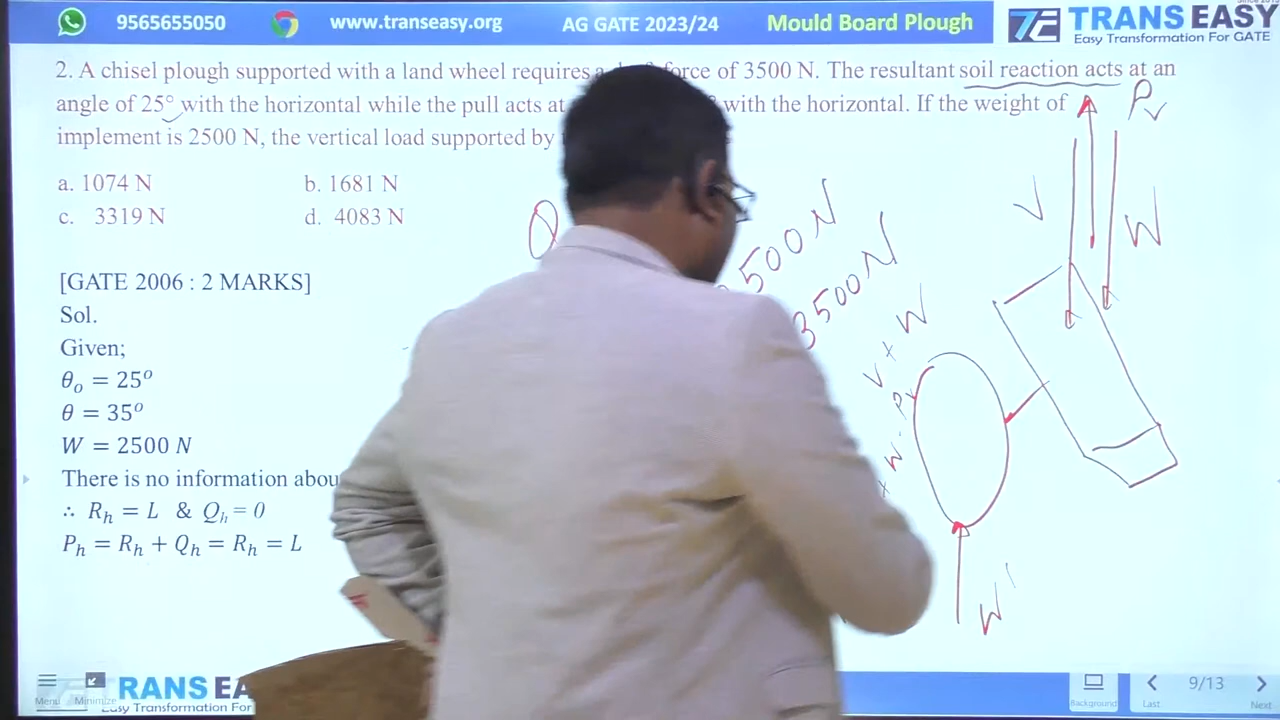 9565655050 www.transeasy.org AG GATE 2023/24 Mould Board Plough TRANS EASY
Easy Transformation For GATE
2. A chisel plough supported with a land wheel requires a force of 3500 N. The resultant soil reaction acts at an
angle of 25° with the horizontal while the pull acts at with the horizontal. If the weight of
implement is 2500 N, the vertical load supported by
a. 1074 N b. 1681 N
c. 3319 N d. 4083 N
[GATE 2006 : 2 MARKS]
Sol.
Given;
θₒ = 25⁰
θ = 35⁰
W = 2500 N
There is no information
∴ Rₕ = L & Qₕ = 0
Pₕ = Rₕ + Qₕ = Rₕ = L
Q
500 N
3500 N
V + W
W - Pv
Pv
V
W
W'
Menu Minimize
RANS EA
Easy Transformation For
Background Last 9/13 Next